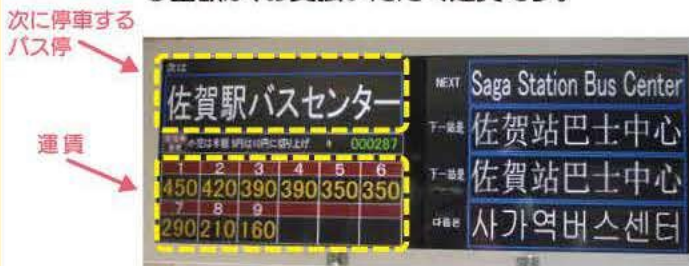 次に停車する
バス停
運賃
次は
佐賀駅バスセンター
000287
1 2 3 4 5 6
450 420 390 390 350 350
7 8 9
290 210 160
NEXT Saga Station Bus Center
下一站是 佐贺站巴士中心
下一站是 佐賀站巴士中心
다음은 사가역버스센터